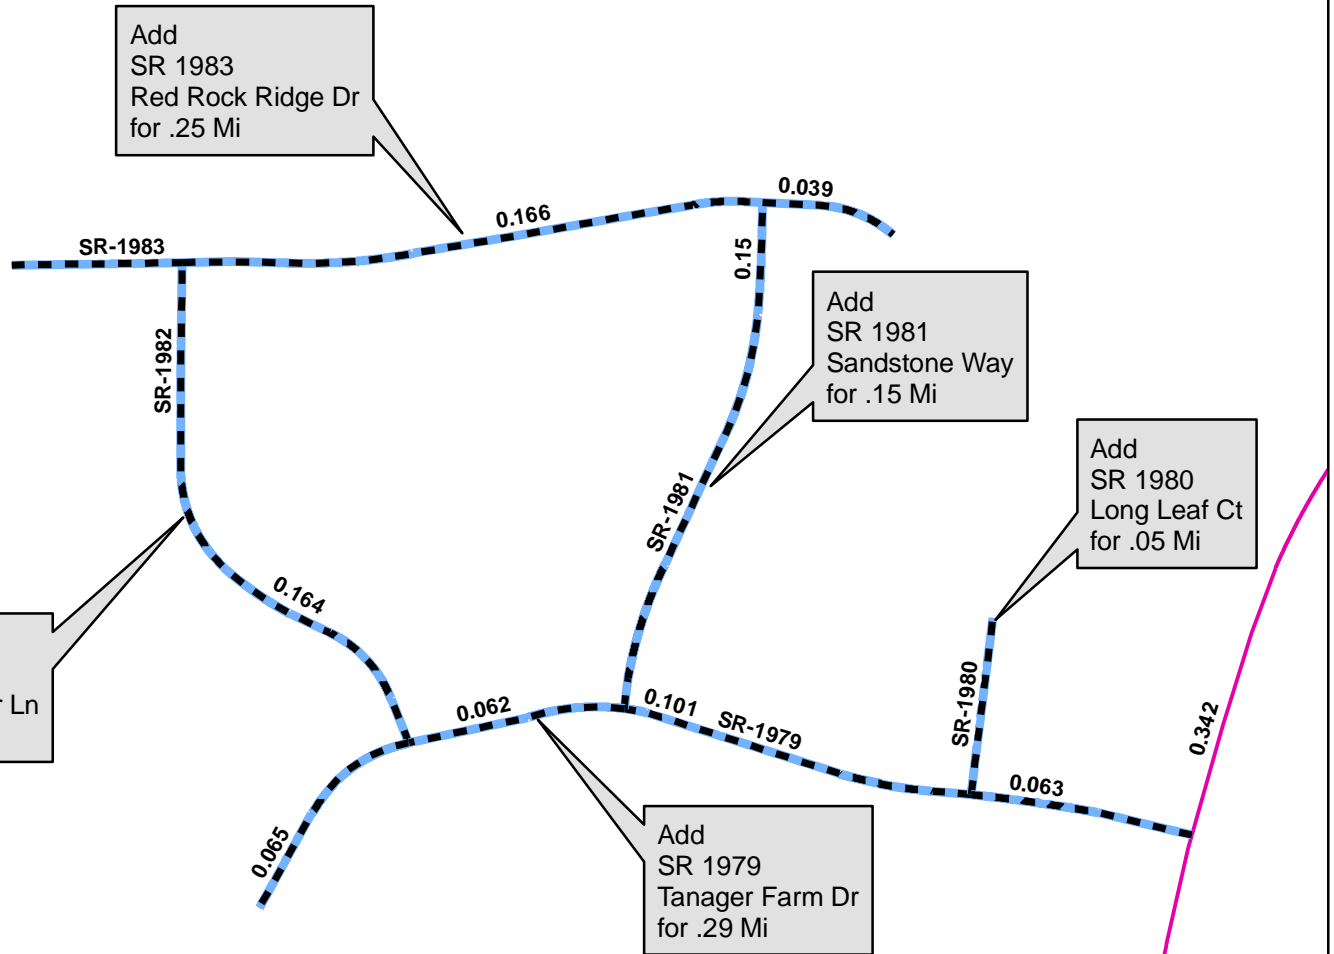 Add
SR 1983
Red Rock Ridge Dr
for .25 Mi
0.039
0.166
SR-1983
0.15
Add
SR 1981
Sandstone Way
for .15 Mi
SR-1982
Add
SR 1980
Long Leaf Ct
for .05 Mi
SR-1981
0.164
Ln
0.062
0.101
SR-1979
SR-1980
0.342
0.063
0.065
Add
SR 1979
Tanager Farm Dr
for .29 Mi